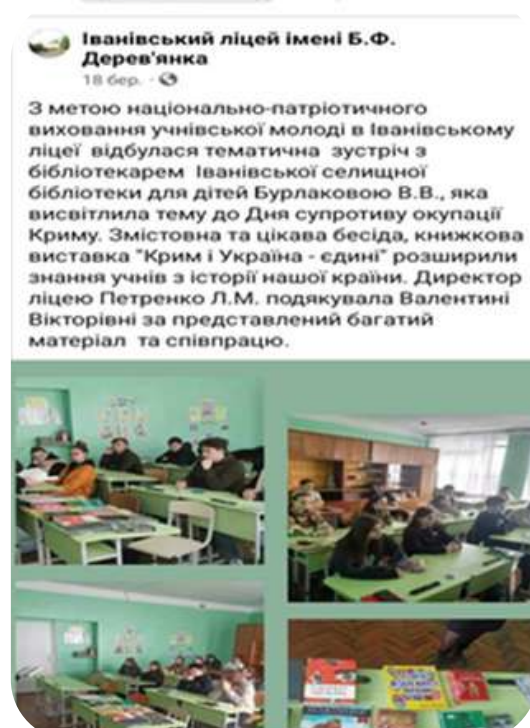 Іванівський ліцей імені Б.Ф.
Дерев'янка
18 бер. ·
З метою національно-патріотичного
виховання учнівської молоді в Іванівському
ліцеї відбулася тематична зустріч з
бібліотекарем Іванівської селищної
бібліотеки для дітей Бурлаковою В.В., яка
висвітлила тему до Дня супротиву окупації
Криму. Змістовна та цікава бесіда, книжкова
виставка "Крим і Україна - єдині" розширили
знання учнів з історії нашої країни. Директор
ліцею Петренко Л.М. подякувала Валентині
Вікторівні за представлений багатий
матеріал та співпрацю.